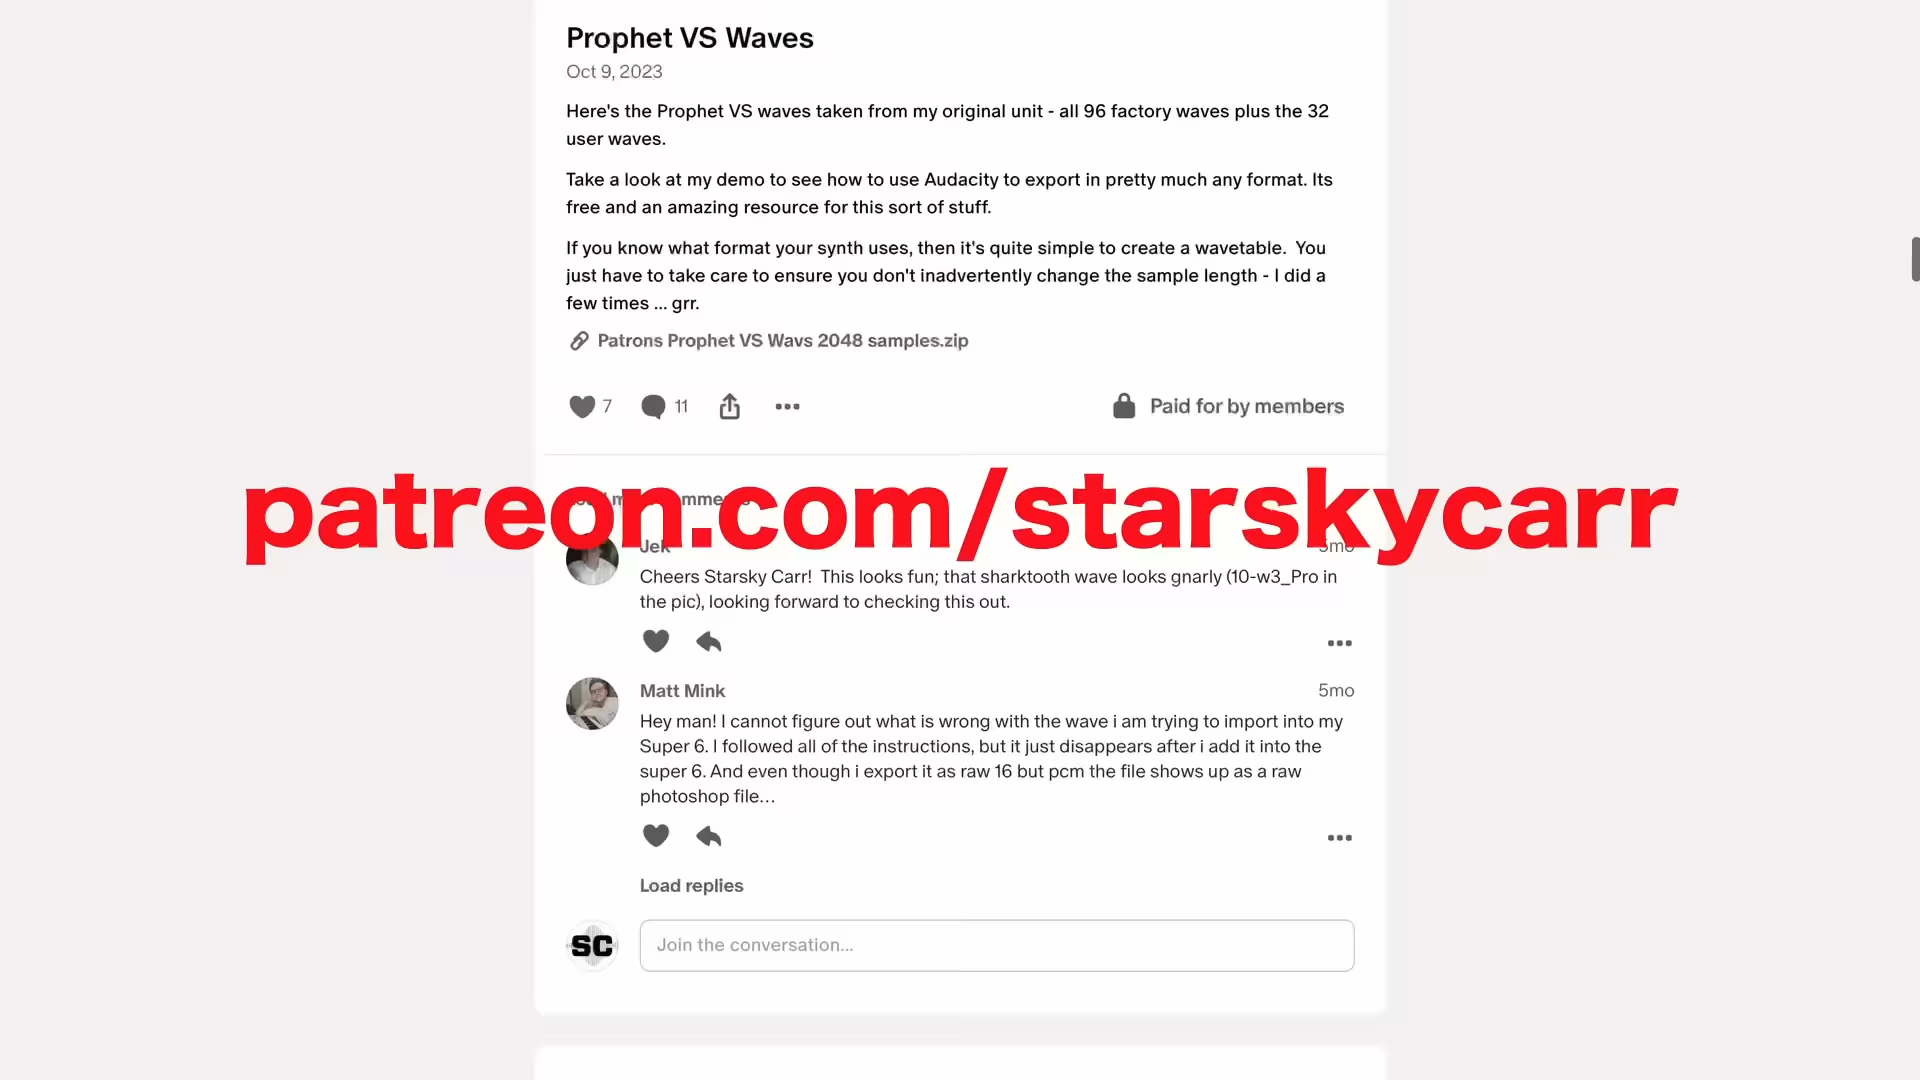 Prophet VS Waves
Oct 9, 2023
Here's the Prophet VS waves taken from my original unit - all 96 factory waves plus the 32
user waves.
Take a look at my demo to see how to use Audacity to export in pretty much any format. Its
free and an amazing resource for this sort of stuff.
If you know what format your synth uses, then it's quite simple to create a wavetable.  You
just have to take care to ensure you don't inadvertently change the sample length - I did a
few times ... grr.
Patrons Prophet VS Wavs 2048 samples.zip
7 11 Paid for by members
patreon.com/starskycarr
Jek 5mo
Cheers Starsky Carr!  This looks fun; that sharktooth wave looks gnarly (10-w3_Pro in
the pic), looking forward to checking this out.
Matt Mink 5mo
Hey man! I cannot figure out what is wrong with the wave i am trying to import into my
Super 6. I followed all of the instructions, but it just disappears after i add it into the
super 6. And even though i export it as raw 16 but pcm the file shows up as a raw
photoshop file...
Load replies
SC Join the conversation...